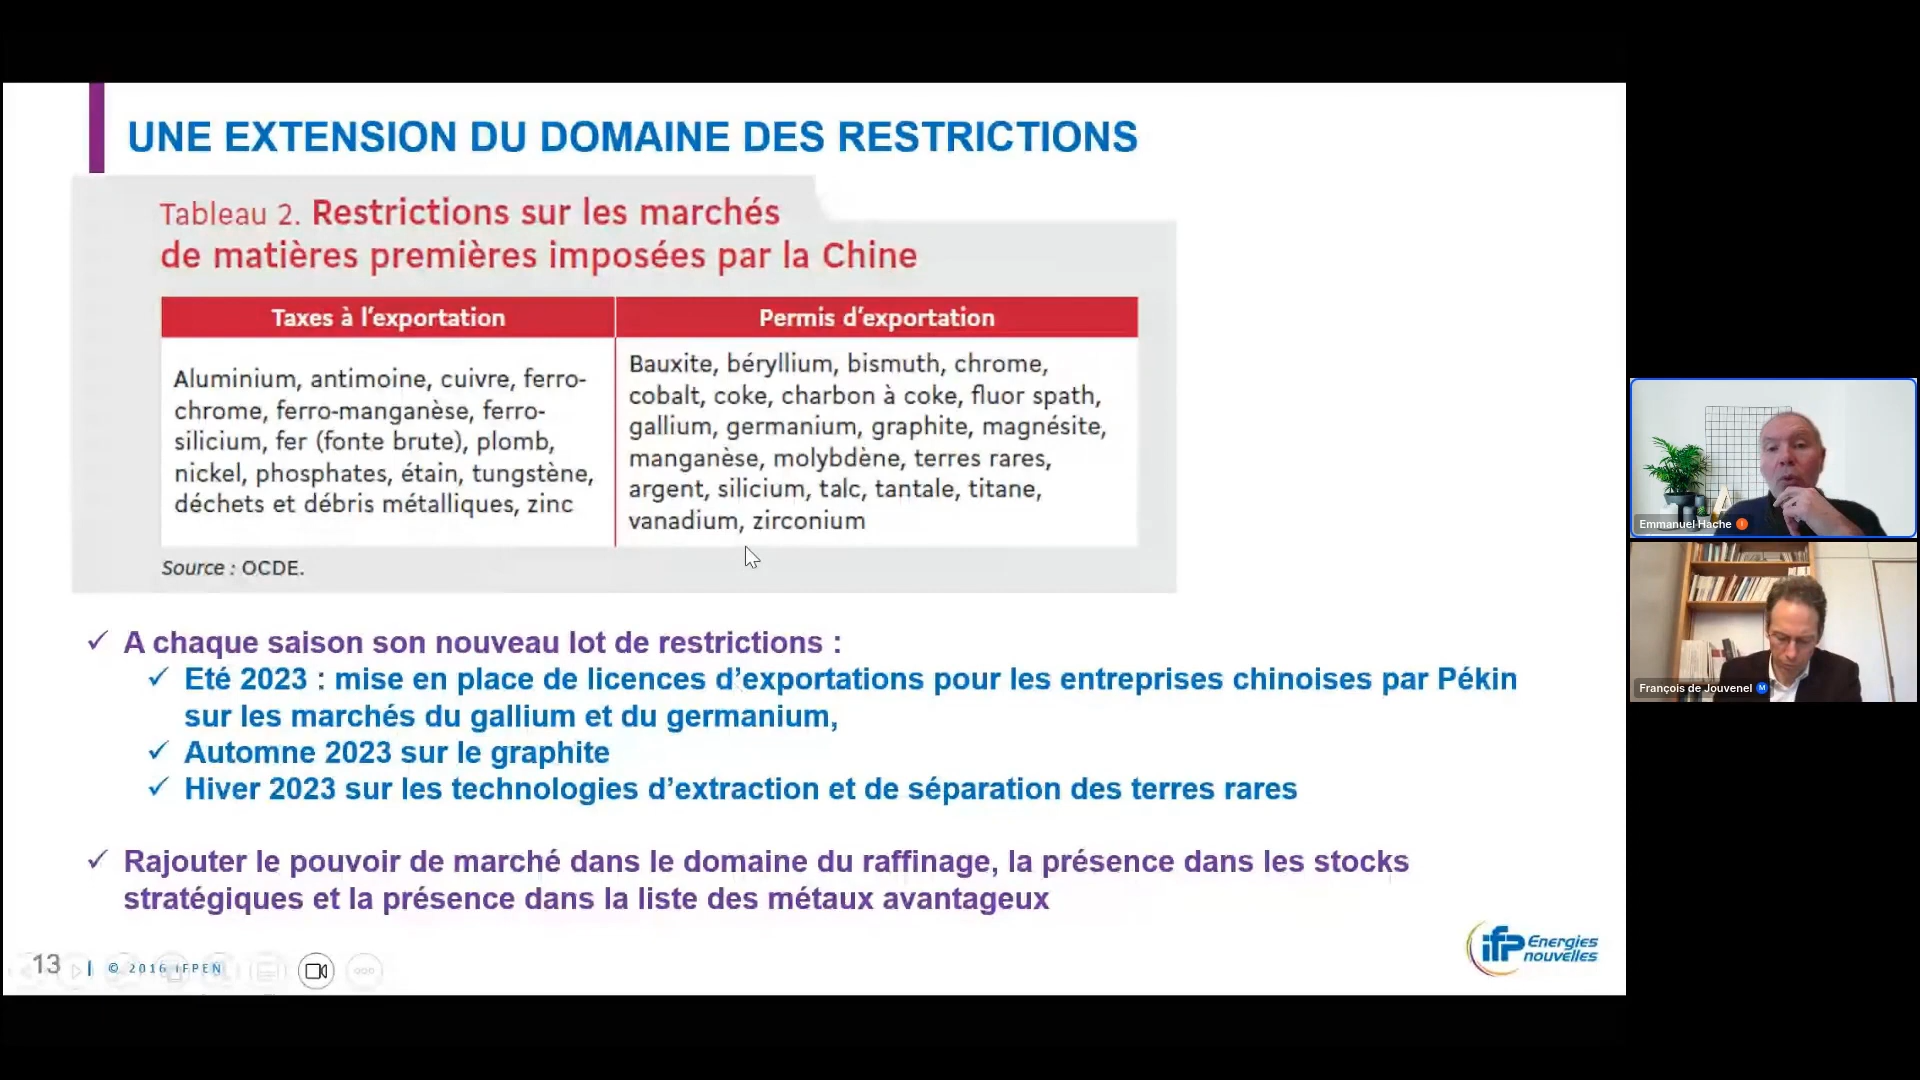 UNE EXTENSION DU DOMAINE DES RESTRICTIONS
Tableau 2. Restrictions sur les marchés
de matières premières imposées par la Chine
Taxes à l'exportation
Permis d'exportation
Aluminium, antimoine, cuivre, ferro-
chrome, ferro-manganèse, ferro-
silicium, fer (fonte brute), plomb,
nickel, phosphates, étain, tungstène,
déchets et débris métalliques, zinc
Bauxite, béryllium, bismuth, chrome,
cobalt, coke, charbon à coke, fluor spath,
gallium, germanium, graphite, magnésite,
manganèse, molybdène, terres rares,
argent, silicium, talc, tantale, titane,
vanadium, zirconium
Source : OCDE.
✓ A chaque saison son nouveau lot de restrictions :
✓ Eté 2023 : mise en place de licences d'exportations pour les entreprises chinoises par Pékin
sur les marchés du gallium et du germanium,
✓ Automne 2023 sur le graphite
✓ Hiver 2023 sur les technologies d'extraction et de séparation des terres rares
✓ Rajouter le pouvoir de marché dans le domaine du raffinage, la présence dans les stocks
stratégiques et la présence dans la liste des métaux avantageux
13 | © 2016 IFPEN
ifp Energies
nouvelles
Emmanuel Hache
François de Jouvenel M